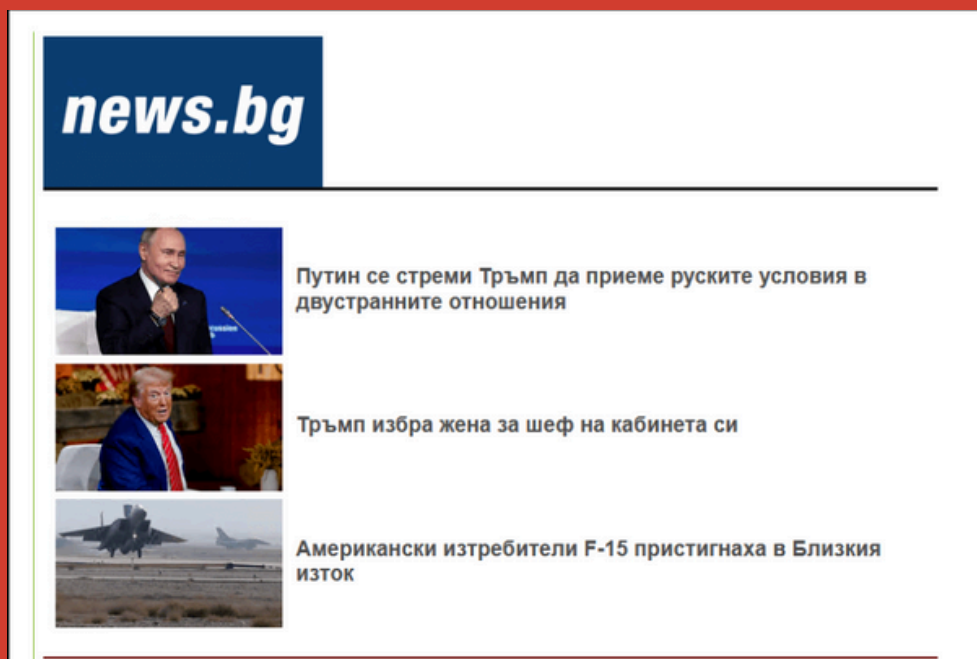 news.bg
Путин се стреми Тръмп да приеме руските условия в
двустранните отношения
Тръмп избра жена за шеф на кабинета си
Американски изтребители F-15 пристигнаха в Близкия
изток